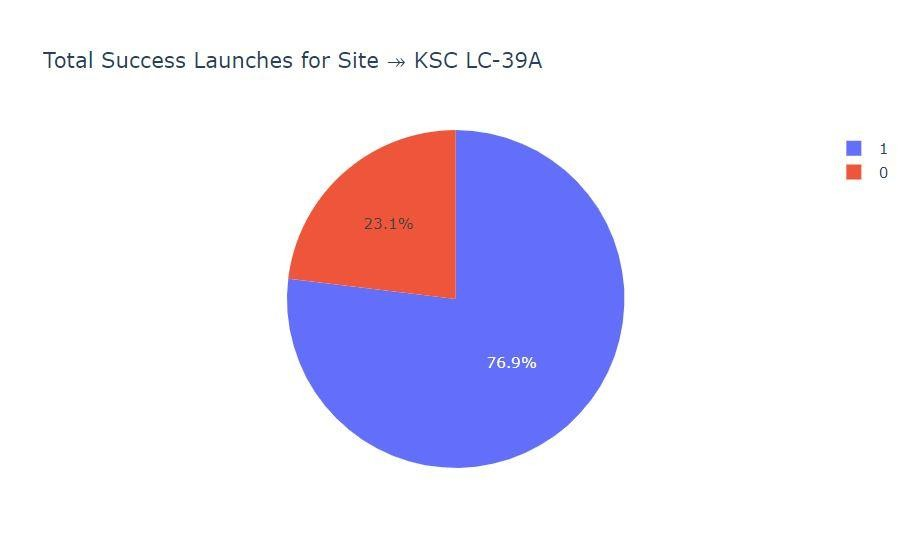 Total Success Launches for Site ↠ KSC LC-39A
1
0
23.1%
76.9%